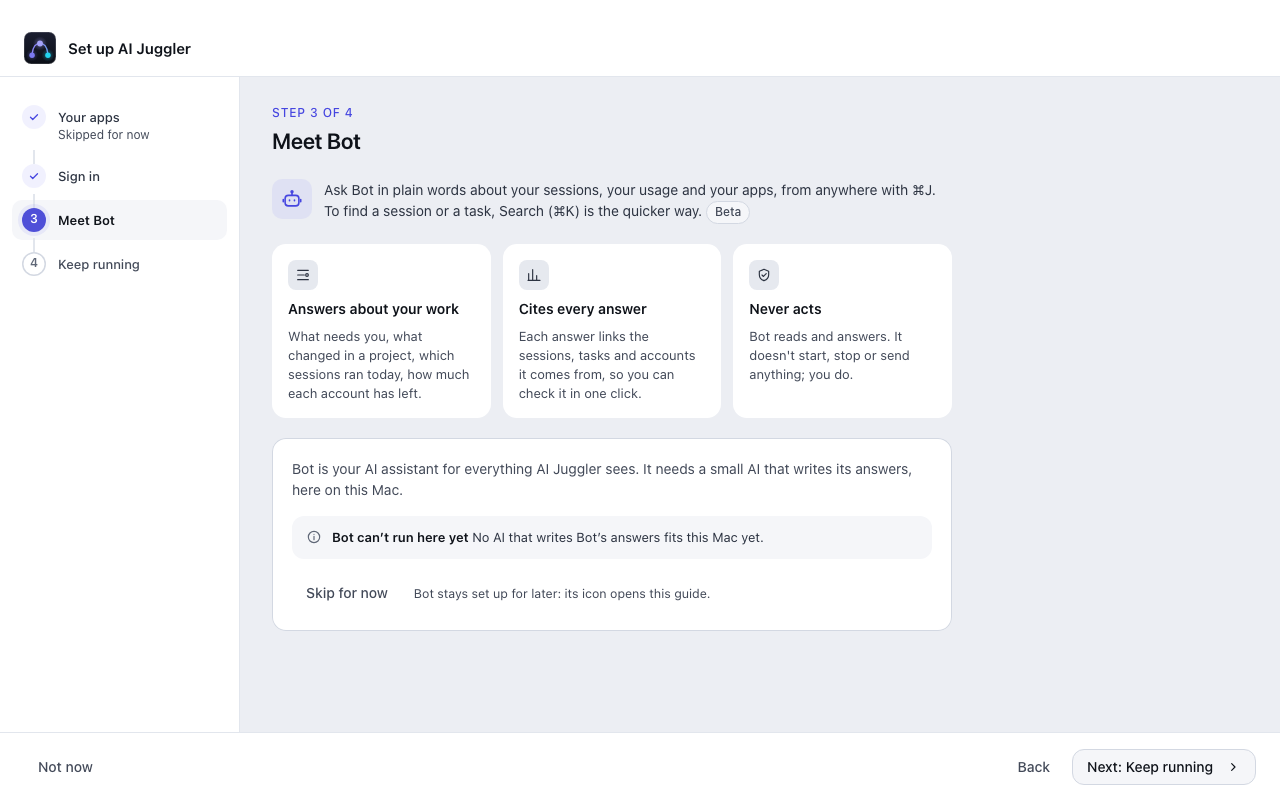 Set up AI Juggler
Your apps
Skipped for now
Sign in
3
Meet Bot
4
Keep running
STEP 3 OF 4
Meet Bot
Ask Bot in plain words about your sessions, your usage and your apps, from anywhere with ⌘J.
To find a session or a task, Search (⌘K) is the quicker way. Beta
Answers about your work
What needs you, what
changed in a project, which
sessions ran today, how much
each account has left.
Cites every answer
Each answer links the
sessions, tasks and accounts
it comes from, so you can
check it in one click.
Never acts
Bot reads and answers. It
doesn't start, stop or send
anything; you do.
Bot is your AI assistant for everything AI Juggler sees. It needs a small AI that writes its answers,
here on this Mac.
Bot can’t run here yet No AI that writes Bot’s answers fits this Mac yet.
Skip for now
Bot stays set up for later: its icon opens this guide.
Not now
Back
Next: Keep running